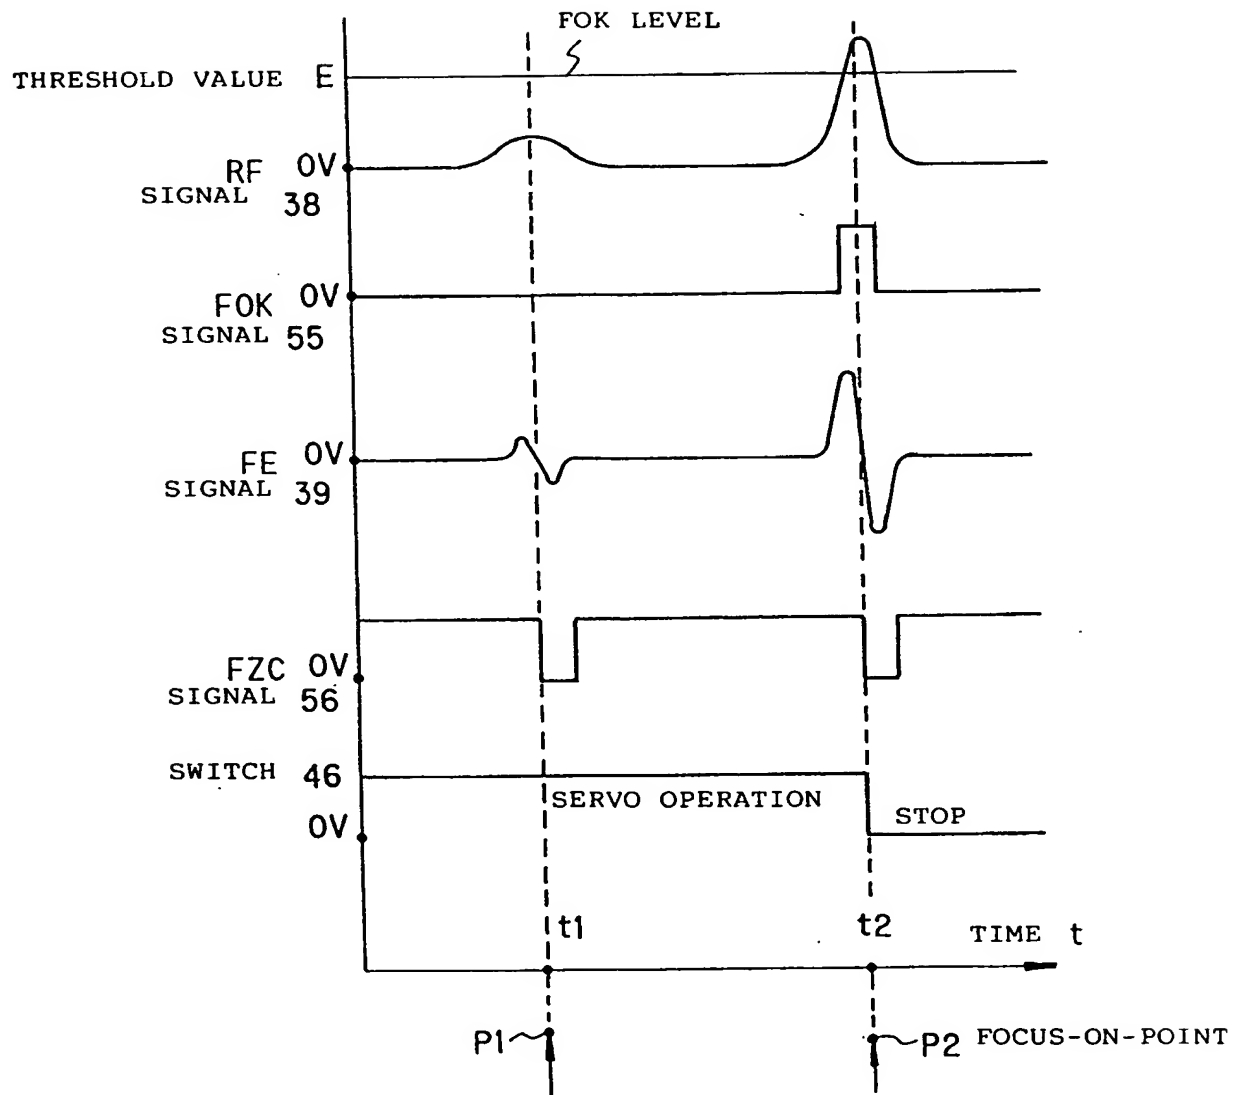 FOK LEVEL
THRESHOLD VALUE E
RF 0V
SIGNAL 38
FOK 0V
SIGNAL 55
FE 0V
SIGNAL 39
FZC 0V
SIGNAL 56
SWITCH 46
SERVO OPERATION
0V
STOP
t1
t2
TIME t
P1
P2 FOCUS-ON-POINT